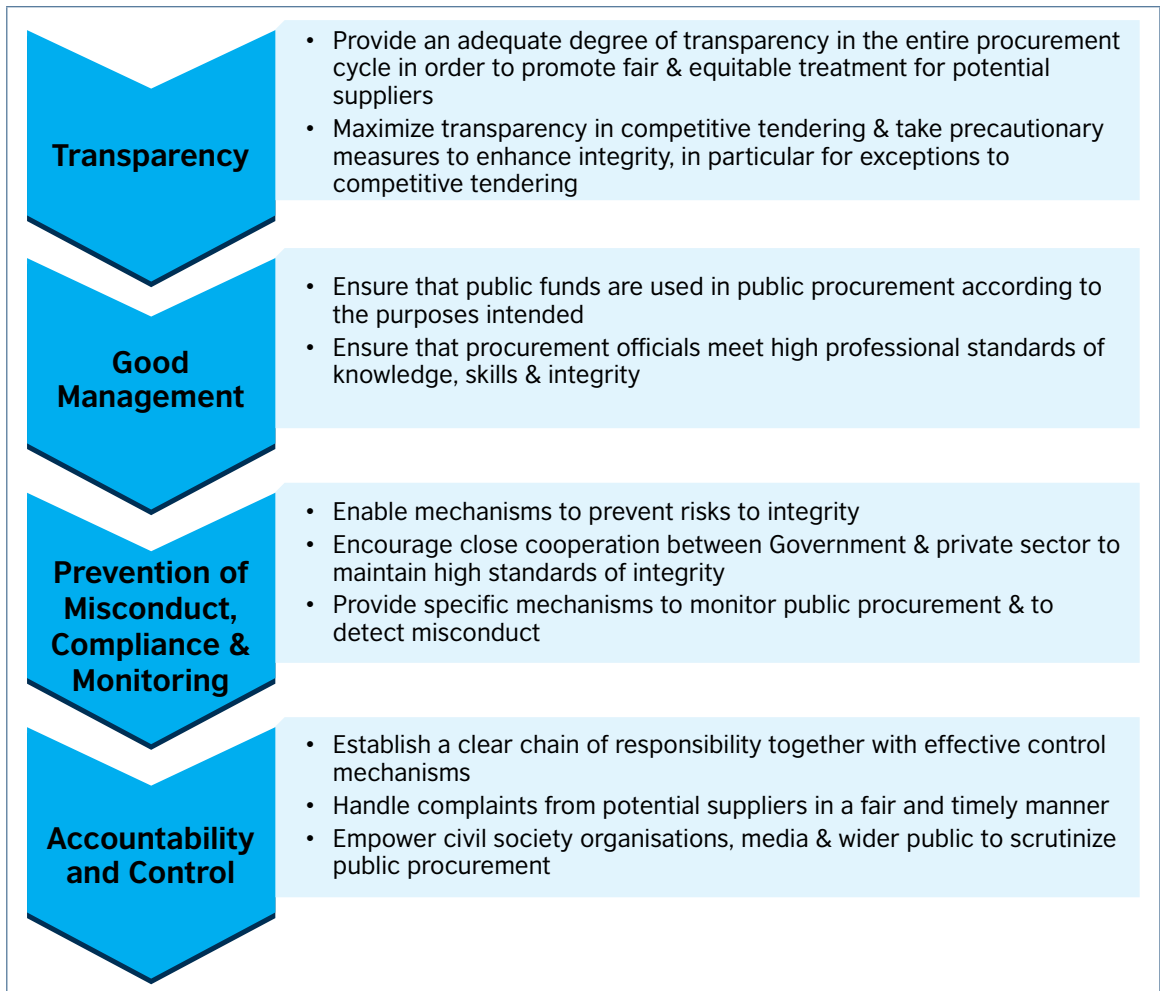 Transparency
• Provide an adequate degree of transparency in the entire procurement
cycle in order to promote fair & equitable treatment for potential
suppliers
• Maximize transparency in competitive tendering & take precautionary
measures to enhance integrity, in particular for exceptions to
competitive tendering
Good
Management
• Ensure that public funds are used in public procurement according to
the purposes intended
• Ensure that procurement officials meet high professional standards of
knowledge, skills & integrity
Prevention of
Misconduct,
Compliance &
Monitoring
• Enable mechanisms to prevent risks to integrity
• Encourage close cooperation between Government & private sector to
maintain high standards of integrity
• Provide specific mechanisms to monitor public procurement & to
detect misconduct
Accountability
and Control
• Establish a clear chain of responsibility together with effective control
mechanisms
• Handle complaints from potential suppliers in a fair and timely manner
• Empower civil society organisations, media & wider public to scrutinize
public procurement